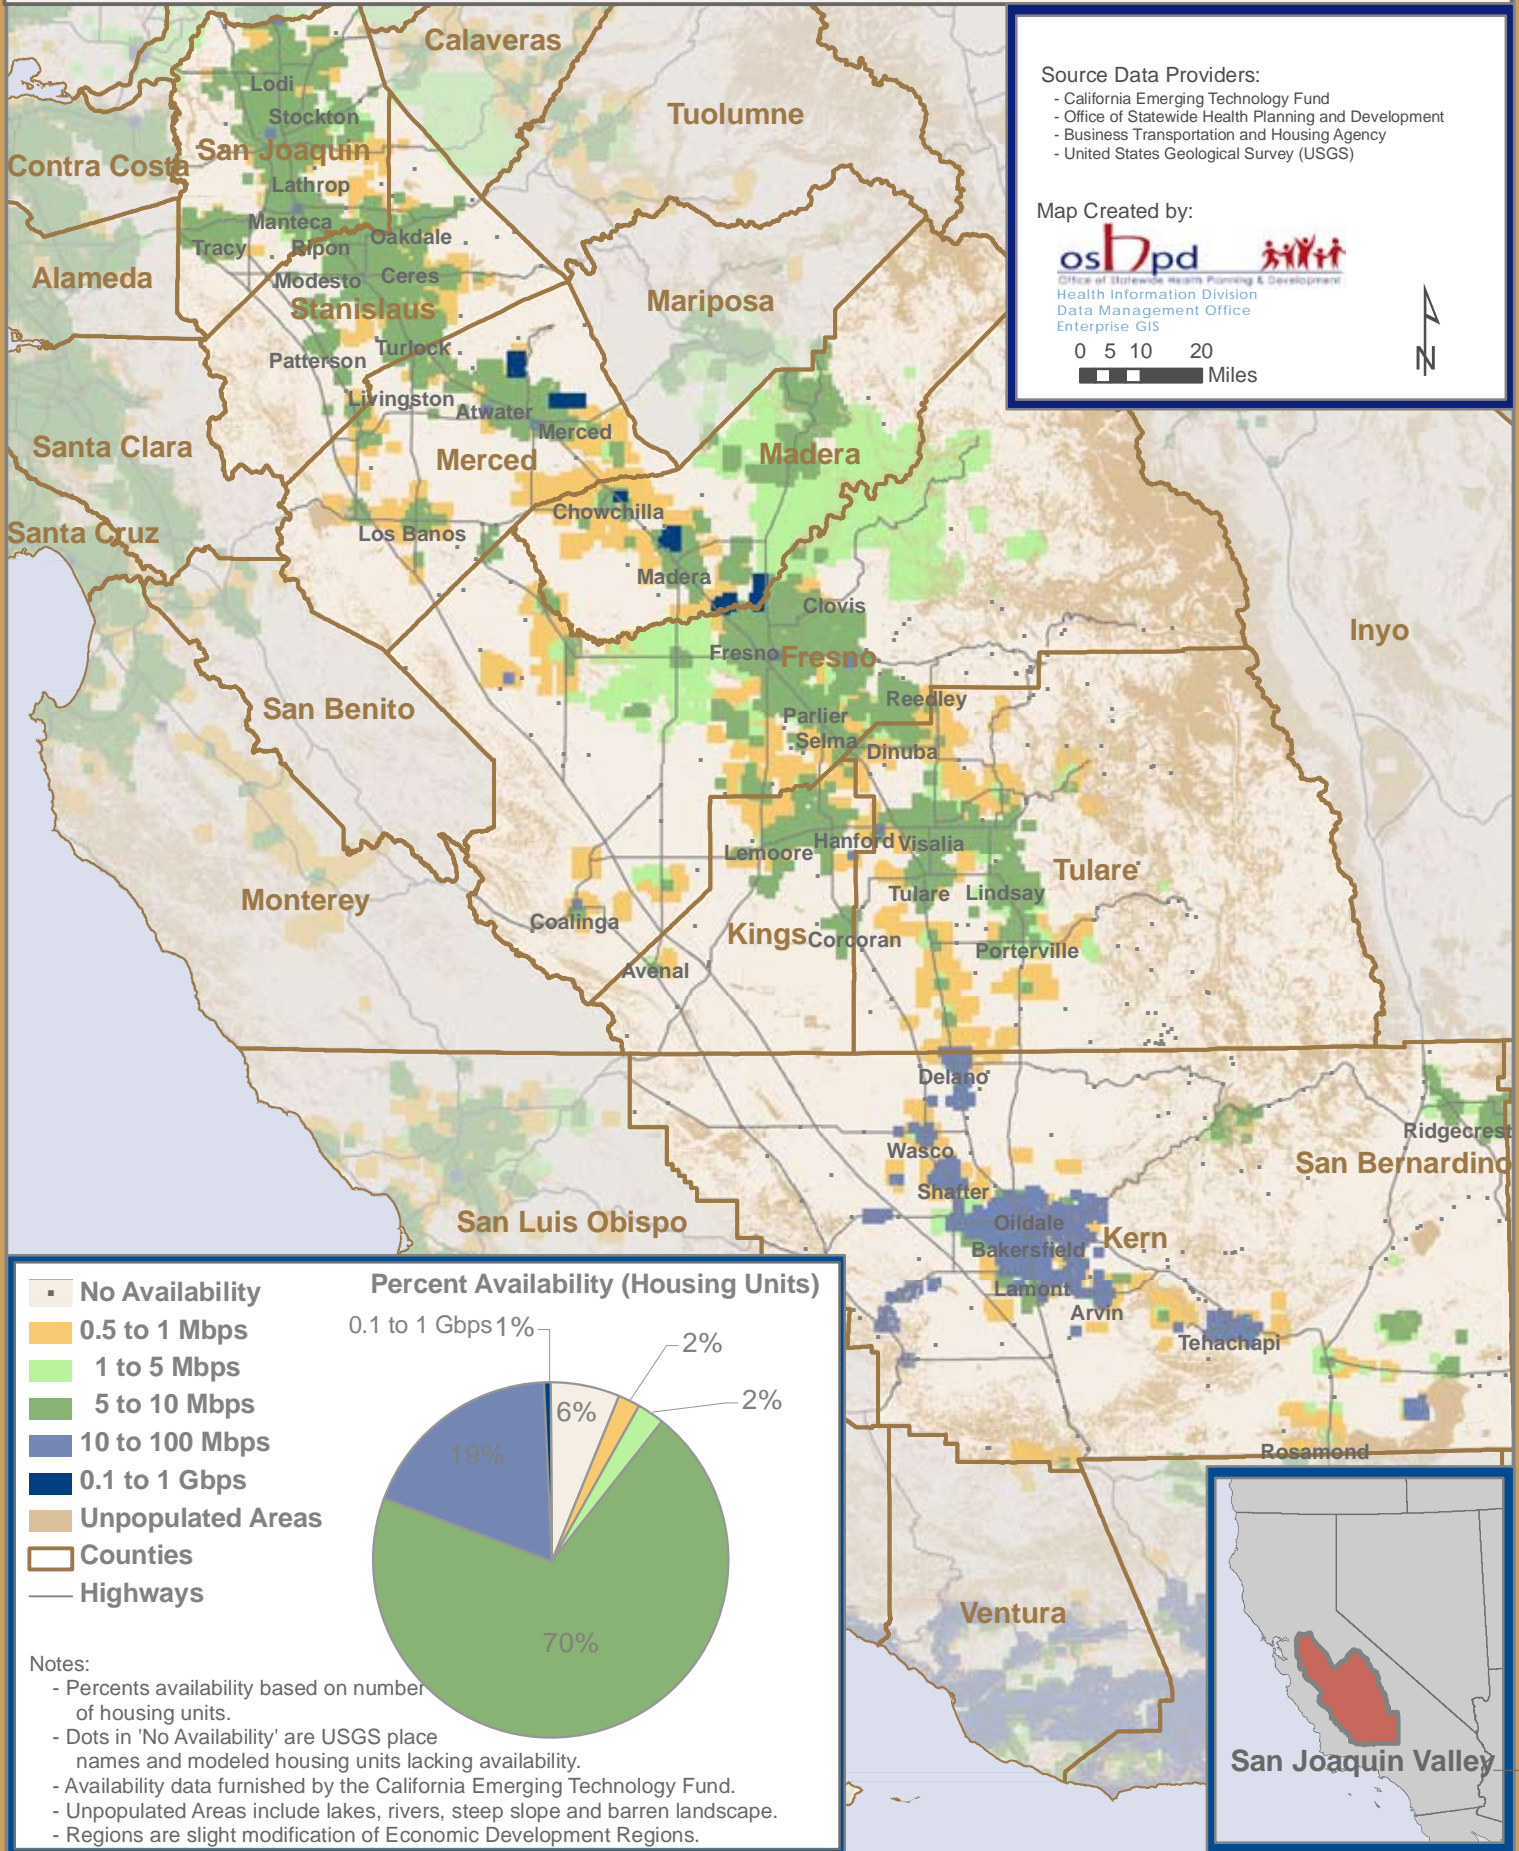 Calaveras
Tuolumne
Lodi
Stockton
San Joaquin
Contra Costa
Lathrop
Manteca
Tracy
Ripon
Oakdale
Alameda
Modesto
Ceres
Stanislaus
Mariposa
Patterson
Turlock
Livingston
Atwater
Merced
Santa Clara
Merced
Madera
Chowchilla
Los Banos
Santa Cruz
Madera
Clovis
Inyo
Fresno
Fresno
San Benito
Reedley
Parlier
Selma
Dinuba
Hanford
Visalia
Lemoore
Tulare
Monterey
Tulare
Lindsay
Coalinga
Kings
Corcoran
Porterville
Avenal
Delano
Wasco
Ridgecrest
San Bernardino
Shafter
San Luis Obispo
Oildale
Kern
Bakersfield
Lamont
Arvin
Tehachapi
Rosamond
Ventura
Source Data Providers:
- California Emerging Technology Fund
- Office of Statewide Health Planning and Development
- Business Transportation and Housing Agency
- United States Geological Survey (USGS)
Map Created by:
oshpd
Office of Statewide Health Planning & Development
Health Information Division
Data Management Office
Enterprise GIS
0 5 10 20
Miles
N
No Availability
0.5 to 1 Mbps
1 to 5 Mbps
5 to 10 Mbps
10 to 100 Mbps
0.1 to 1 Gbps
Unpopulated Areas
Counties
Highways
Percent Availability (Housing Units)
0.1 to 1 Gbps 1%
2%
2%
6%
19%
70%
Notes:
- Percents availability based on number
of housing units.
- Dots in 'No Availability' are USGS place
names and modeled housing units lacking availability.
- Availability data furnished by the California Emerging Technology Fund.
- Unpopulated Areas include lakes, rivers, steep slope and barren landscape.
- Regions are slight modification of Economic Development Regions.
San Joaquin Valley